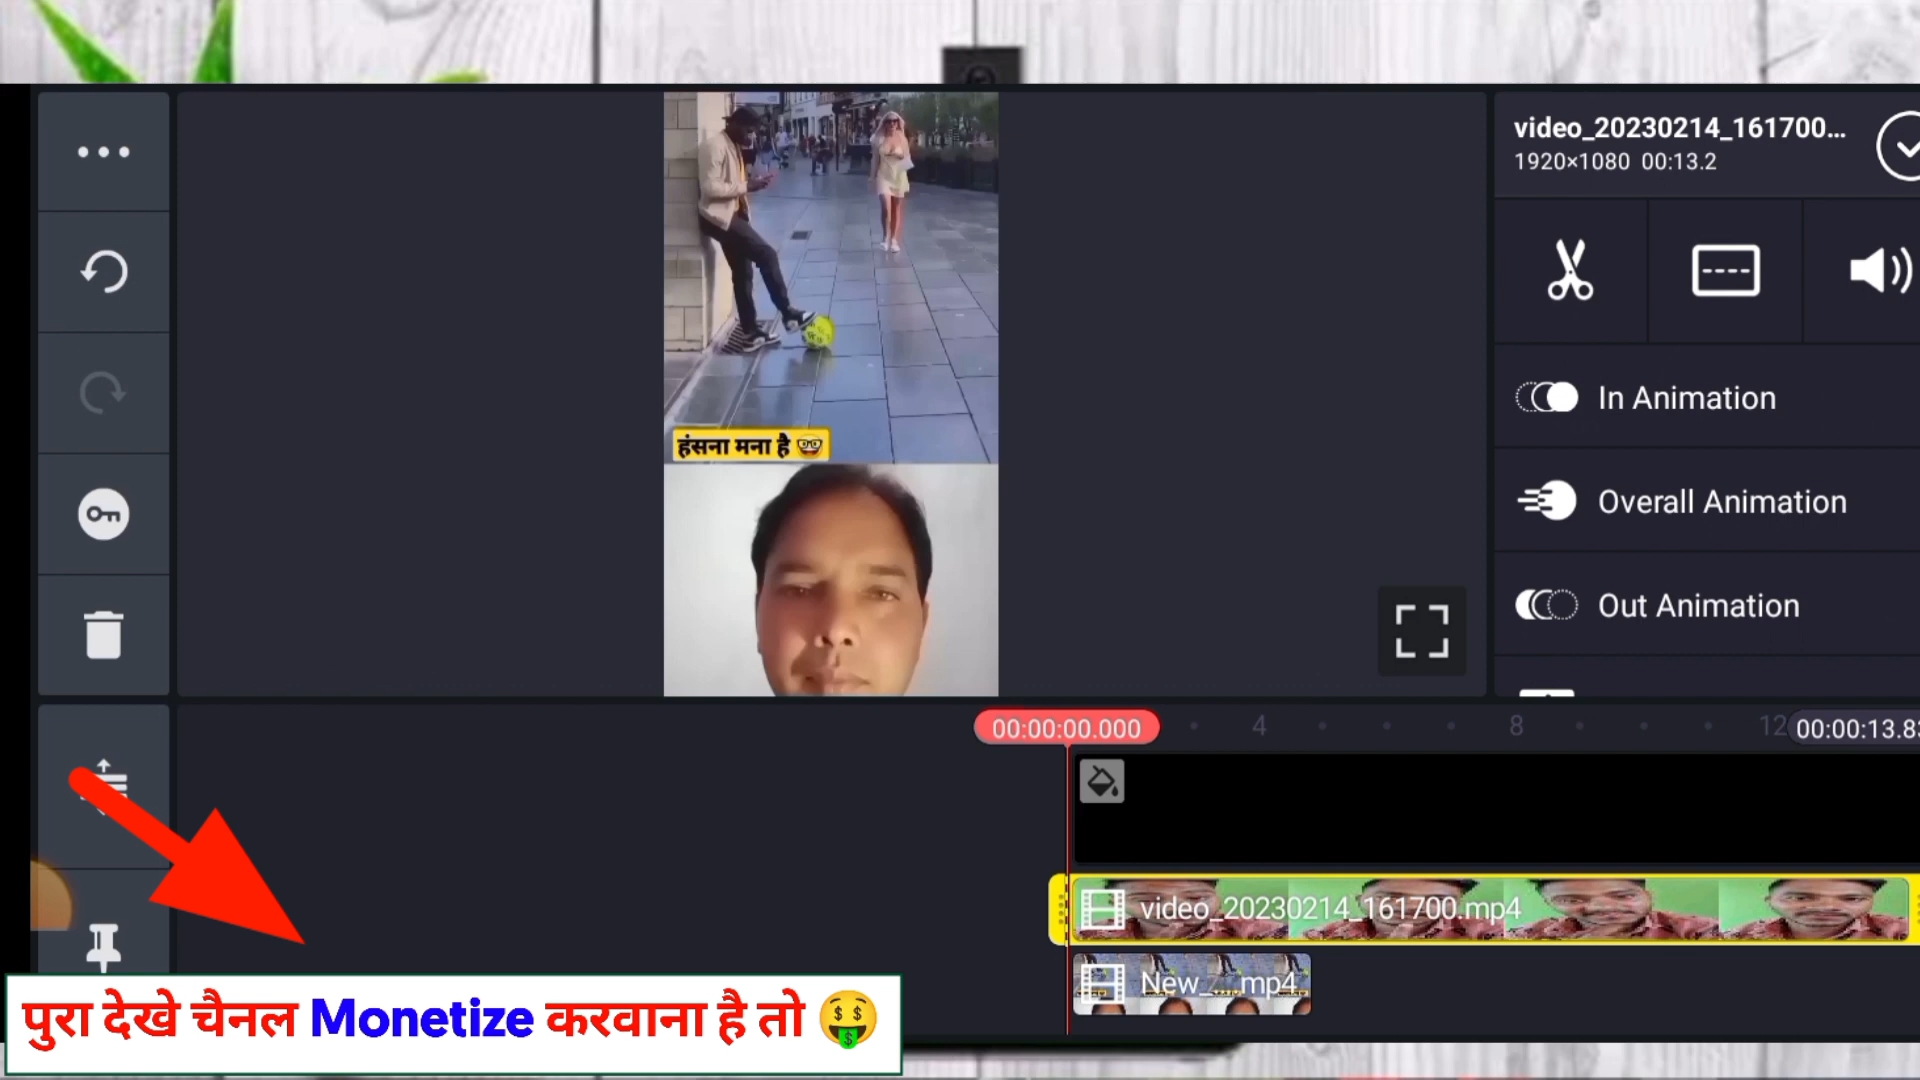 video_20230214_161700...
1920×1080 00:13.2
हंसना मना है
In Animation
Overall Animation
Out Animation
00:00:00.000
4
8
12
00:00:13.83
video_20230214_161700.mp4
New_
mp4
पुरा देखे चैनल Monetize करवाना है तो